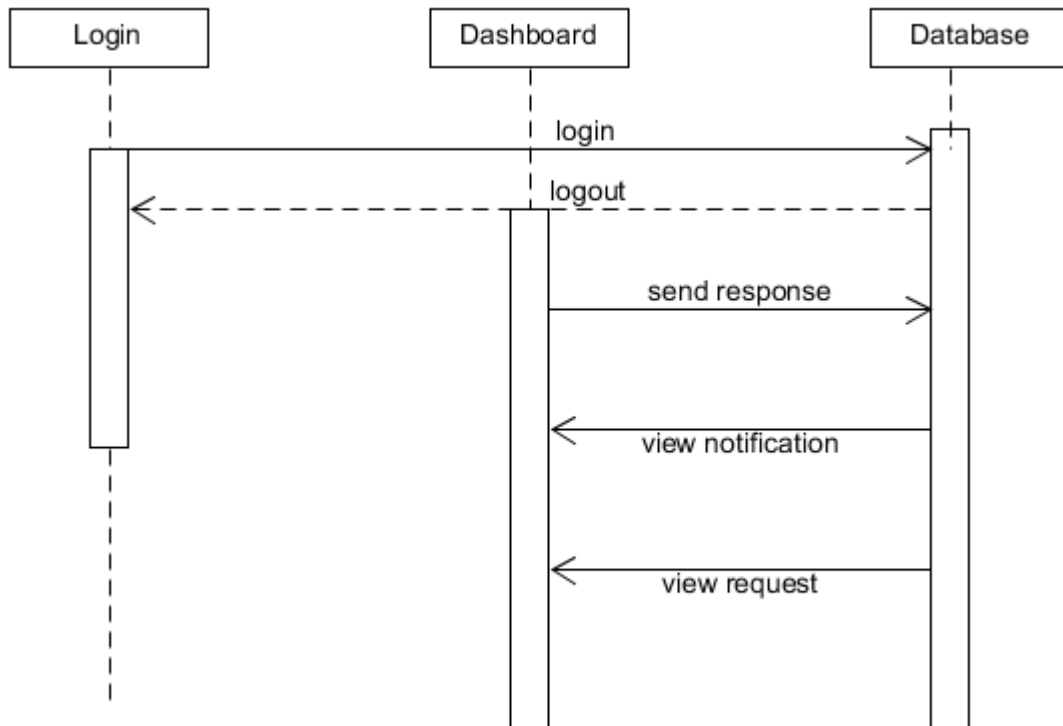 Login
Dashboard
Database
login
logout
send response
view notification
view request